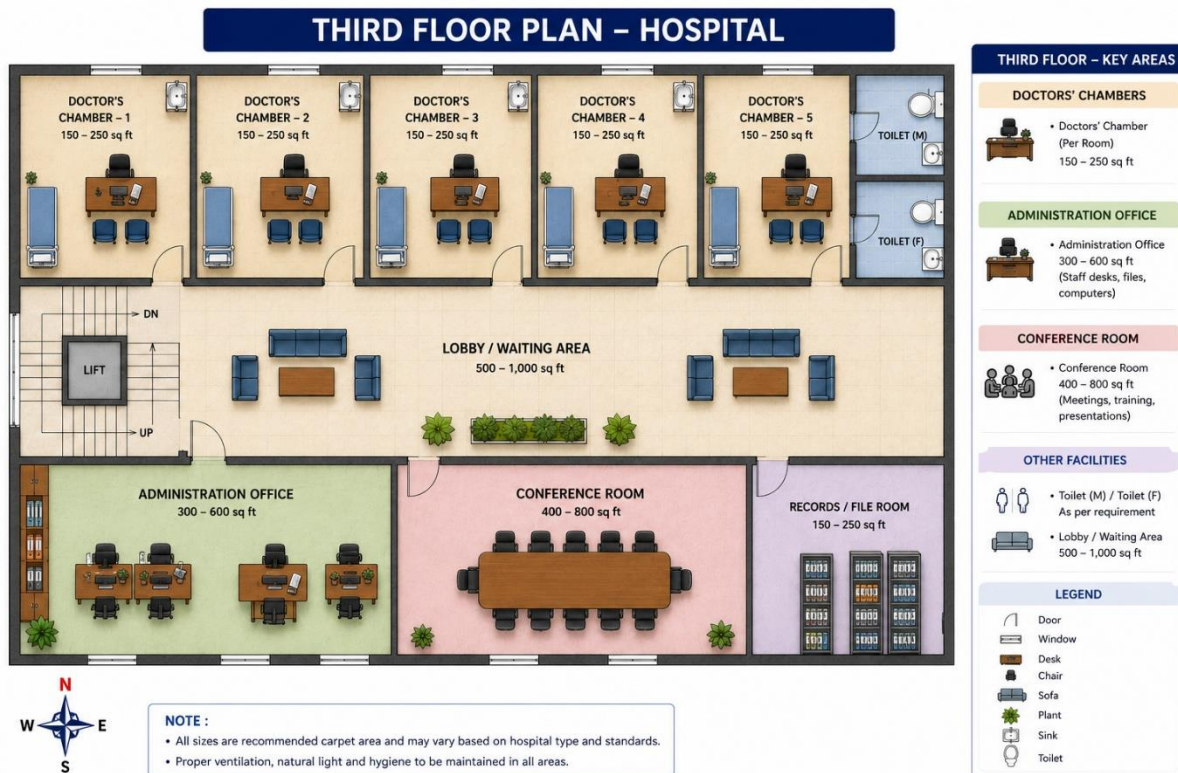 THIRD FLOOR PLAN – HOSPITAL
DOCTOR'S
CHAMBER – 1
150 – 250 sq ft
DOCTOR'S
CHAMBER – 2
150 – 250 sq ft
DOCTOR'S
CHAMBER – 3
150 – 250 sq ft
DOCTOR'S
CHAMBER – 4
150 – 250 sq ft
DOCTOR'S
CHAMBER – 5
150 – 250 sq ft
TOILET (M)
TOILET (F)
DN
LIFT
UP
LOBBY / WAITING AREA
500 – 1,000 sq ft
ADMINISTRATION OFFICE
300 – 600 sq ft
CONFERENCE ROOM
400 – 800 sq ft
RECORDS / FILE ROOM
150 – 250 sq ft
N
W
E
S
NOTE :
• All sizes are recommended carpet area and may vary based on hospital type and standards.
• Proper ventilation, natural light and hygiene to be maintained in all areas.
THIRD FLOOR – KEY AREAS
DOCTORS' CHAMBERS
• Doctors' Chamber
(Per Room)
150 – 250 sq ft
ADMINISTRATION OFFICE
• Administration Office
300 – 600 sq ft
(Staff desks, files,
computers)
CONFERENCE ROOM
• Conference Room
400 – 800 sq ft
(Meetings, training,
presentations)
OTHER FACILITIES
• Toilet (M) / Toilet (F)
As per requirement
• Lobby / Waiting Area
500 – 1,000 sq ft
LEGEND
Door
Window
Desk
Chair
Sofa
Plant
Sink
Toilet